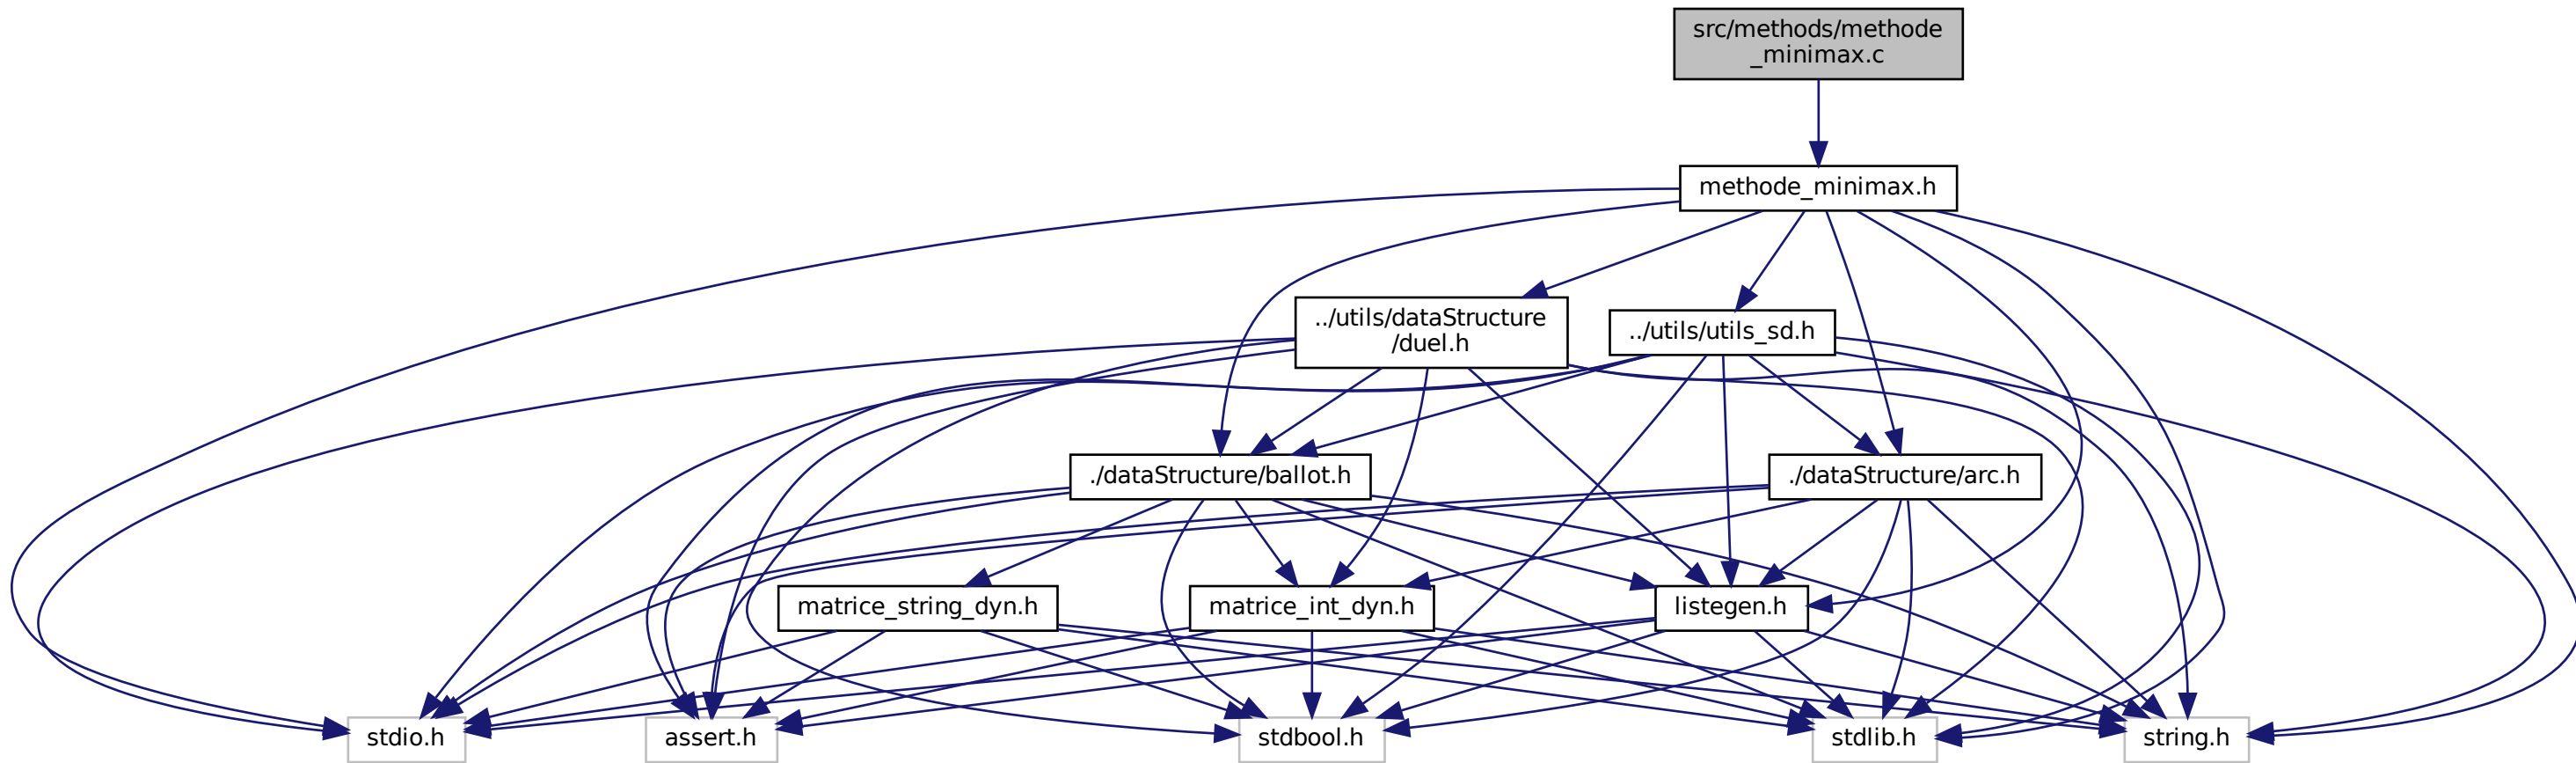 src/methods/methode
_minimax.c
methode_minimax.h
../utils/dataStructure
/duel.h
../utils/utils_sd.h
./dataStructure/ballot.h
./dataStructure/arc.h
matrice_string_dyn.h
matrice_int_dyn.h
listegen.h
stdio.h
assert.h
stdbool.h
stdlib.h
string.h